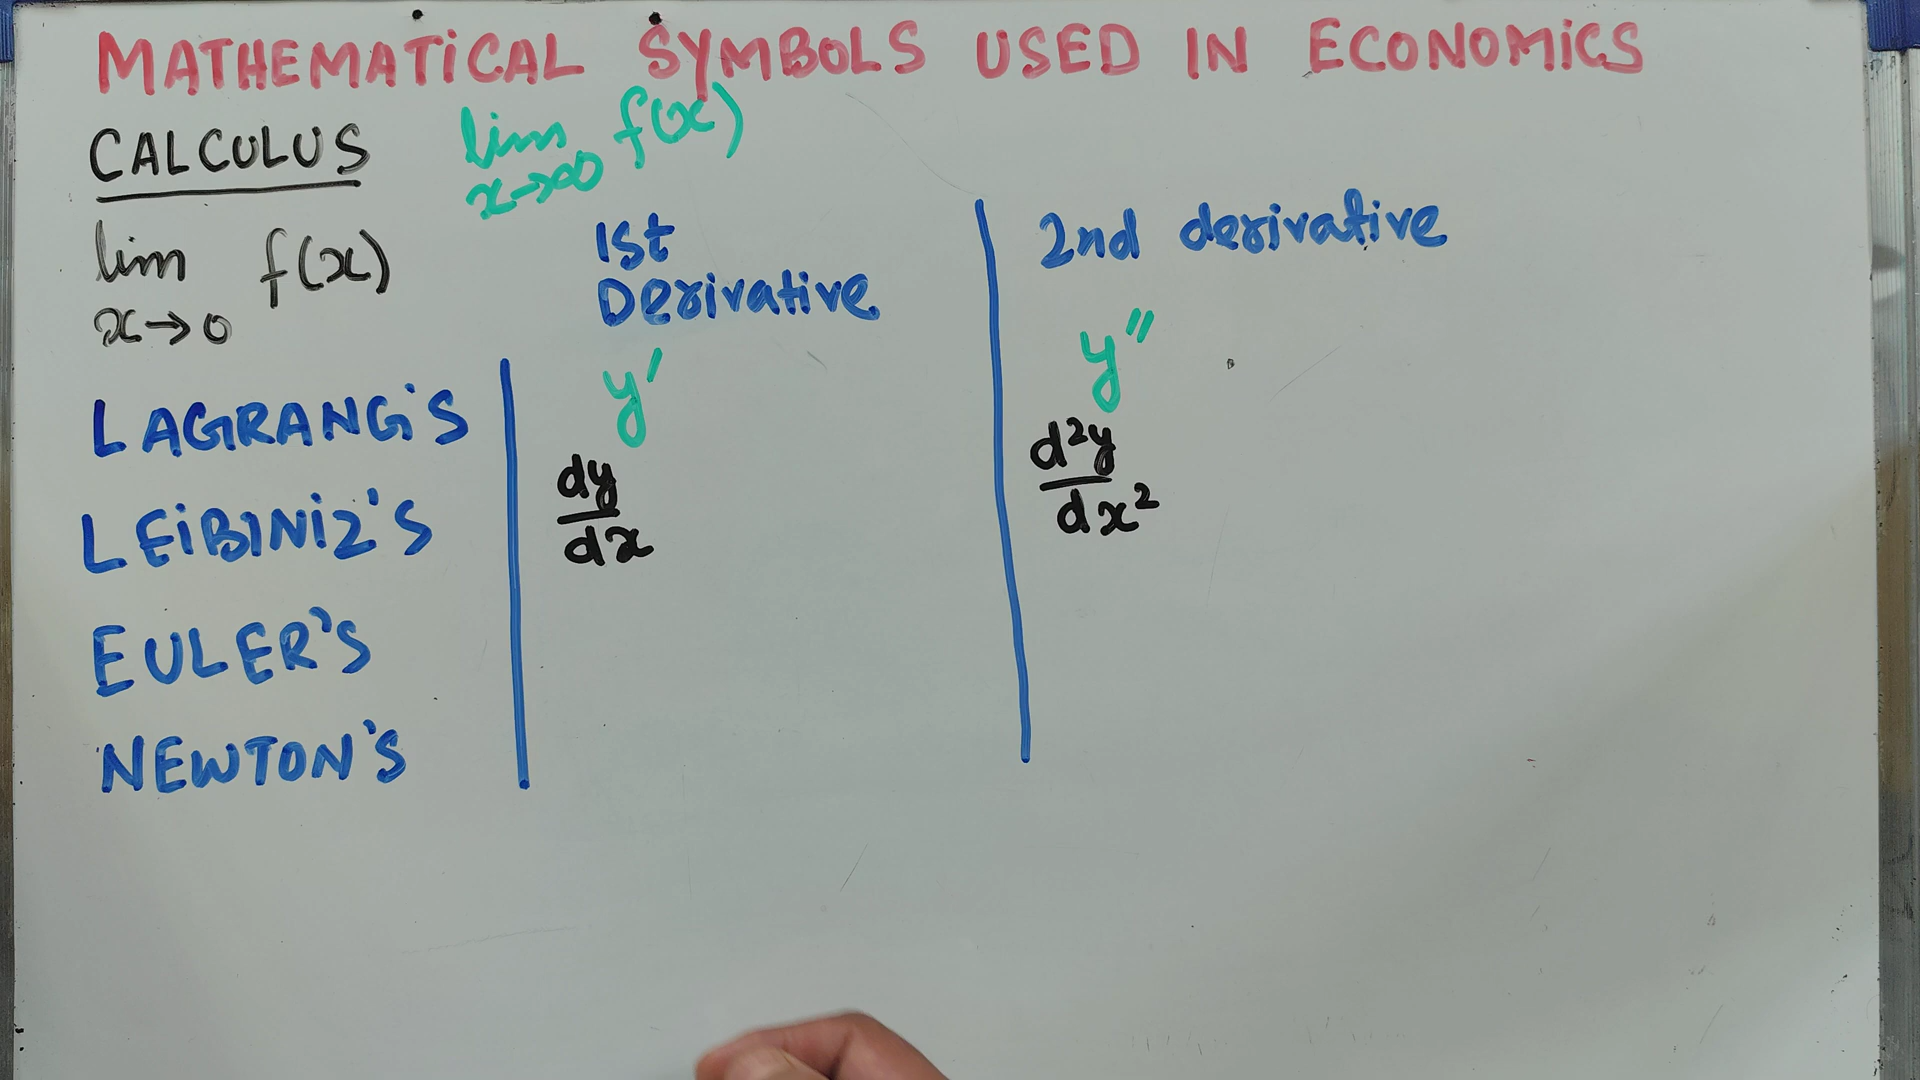 MATHEMATICAL SYMBOLS USED IN ECONOMICS
CALCULUS
lim f(x)
x→∞
lim f(x)
x→0
1st
Derivative
2nd derivative
LAGRANG'S
y'
y"
LEIBINIZ'S
dy
dx
d²y
dx²
EULER'S
NEWTON'S